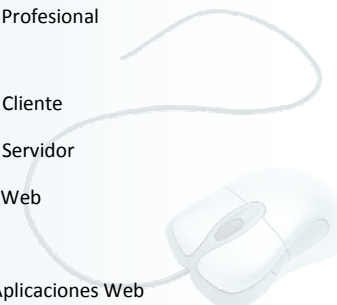 Profesional
Cliente
Servidor
Web
Aplicaciones Web